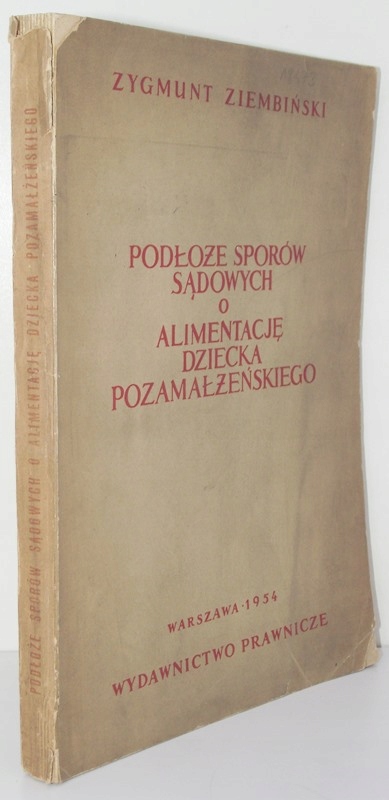 ZYGMUNT ZIEMBIŃSKI
PODŁOŻE SPORÓW
SĄDOWYCH
O
ALIMENTACJĘ
DZIECKA
POZAMAŁŻEŃSKIEGO
WARSZAWA · 1954
WYDAWNICTWO PRAWNICZE
PODŁOŻE SPORÓW SĄDOWYCH O ALIMENTACJĘ DZIECKA POZAMAŁŻEŃSKIEGO